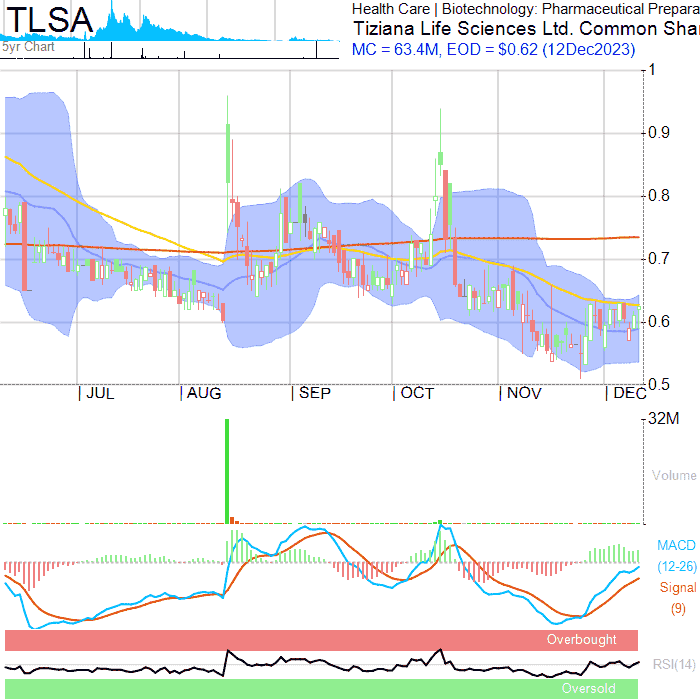 TLSA
5yr Chart
Health Care | Biotechnology: Pharmaceutical Prepara
Tiziana Life Sciences Ltd. Common Shar
MC = 63.4M, EOD = $0.62 (12Dec2023)
1
0.9
0.8
0.7
0.6
0.5
JUL AUG SEP OCT NOV DEC
32M
Volume
MACD
(12-26)
Signal
(9)
Overbought
RSI(14)
Oversold